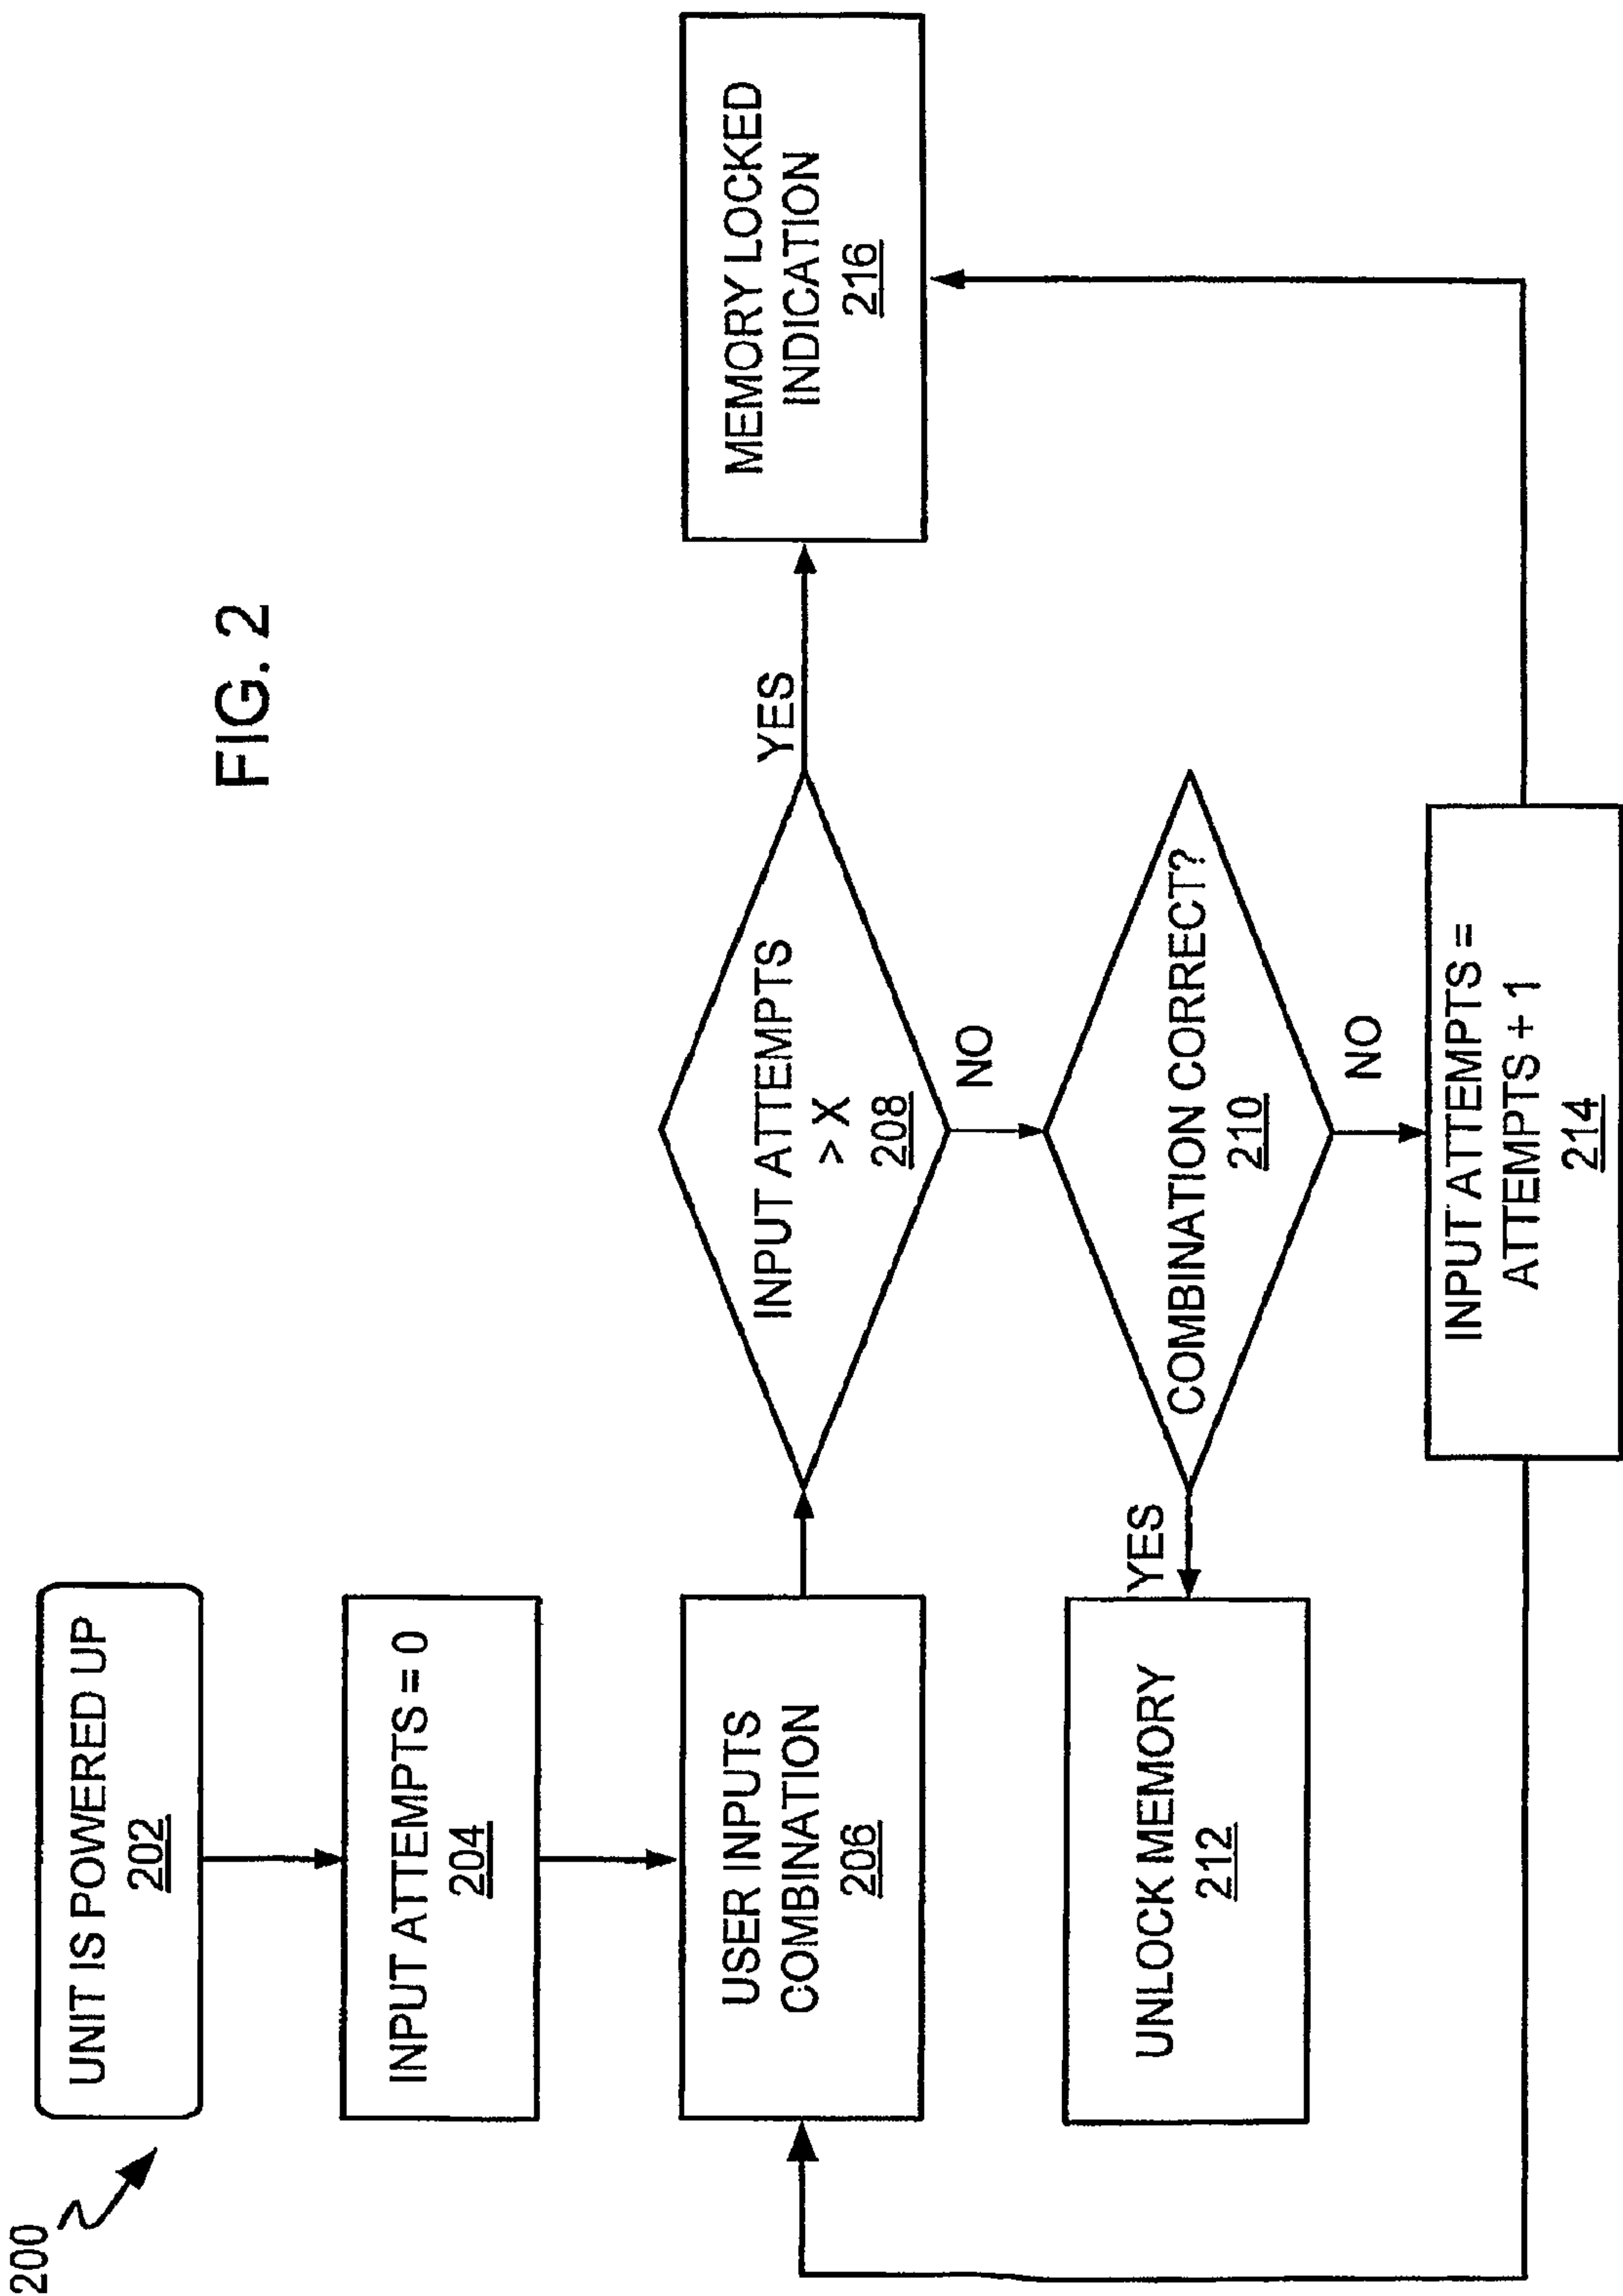 FIG. 2
200
UNIT IS POWERED UP
202
INPUT ATTEMPTS = 0
204
USER INPUTS
COMBINATION
206
INPUT ATTEMPTS
> X
208
YES
MEMORY LOCKED
INDICATION
216
NO
COMBINATION CORRECT?
210
YES
UNLOCK MEMORY
212
NO
INPUT ATTEMPTS =
ATTEMPTS + 1
214